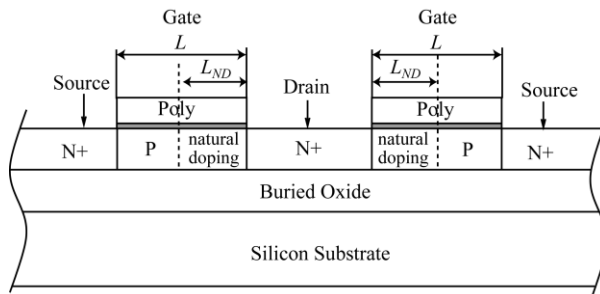 Gate
Gate
L
L
L_ND
L_ND
Source
Drain
Source
Poly
Poly
N+
P
natural
doping
N+
natural
doping
P
N+
Buried Oxide
Silicon Substrate